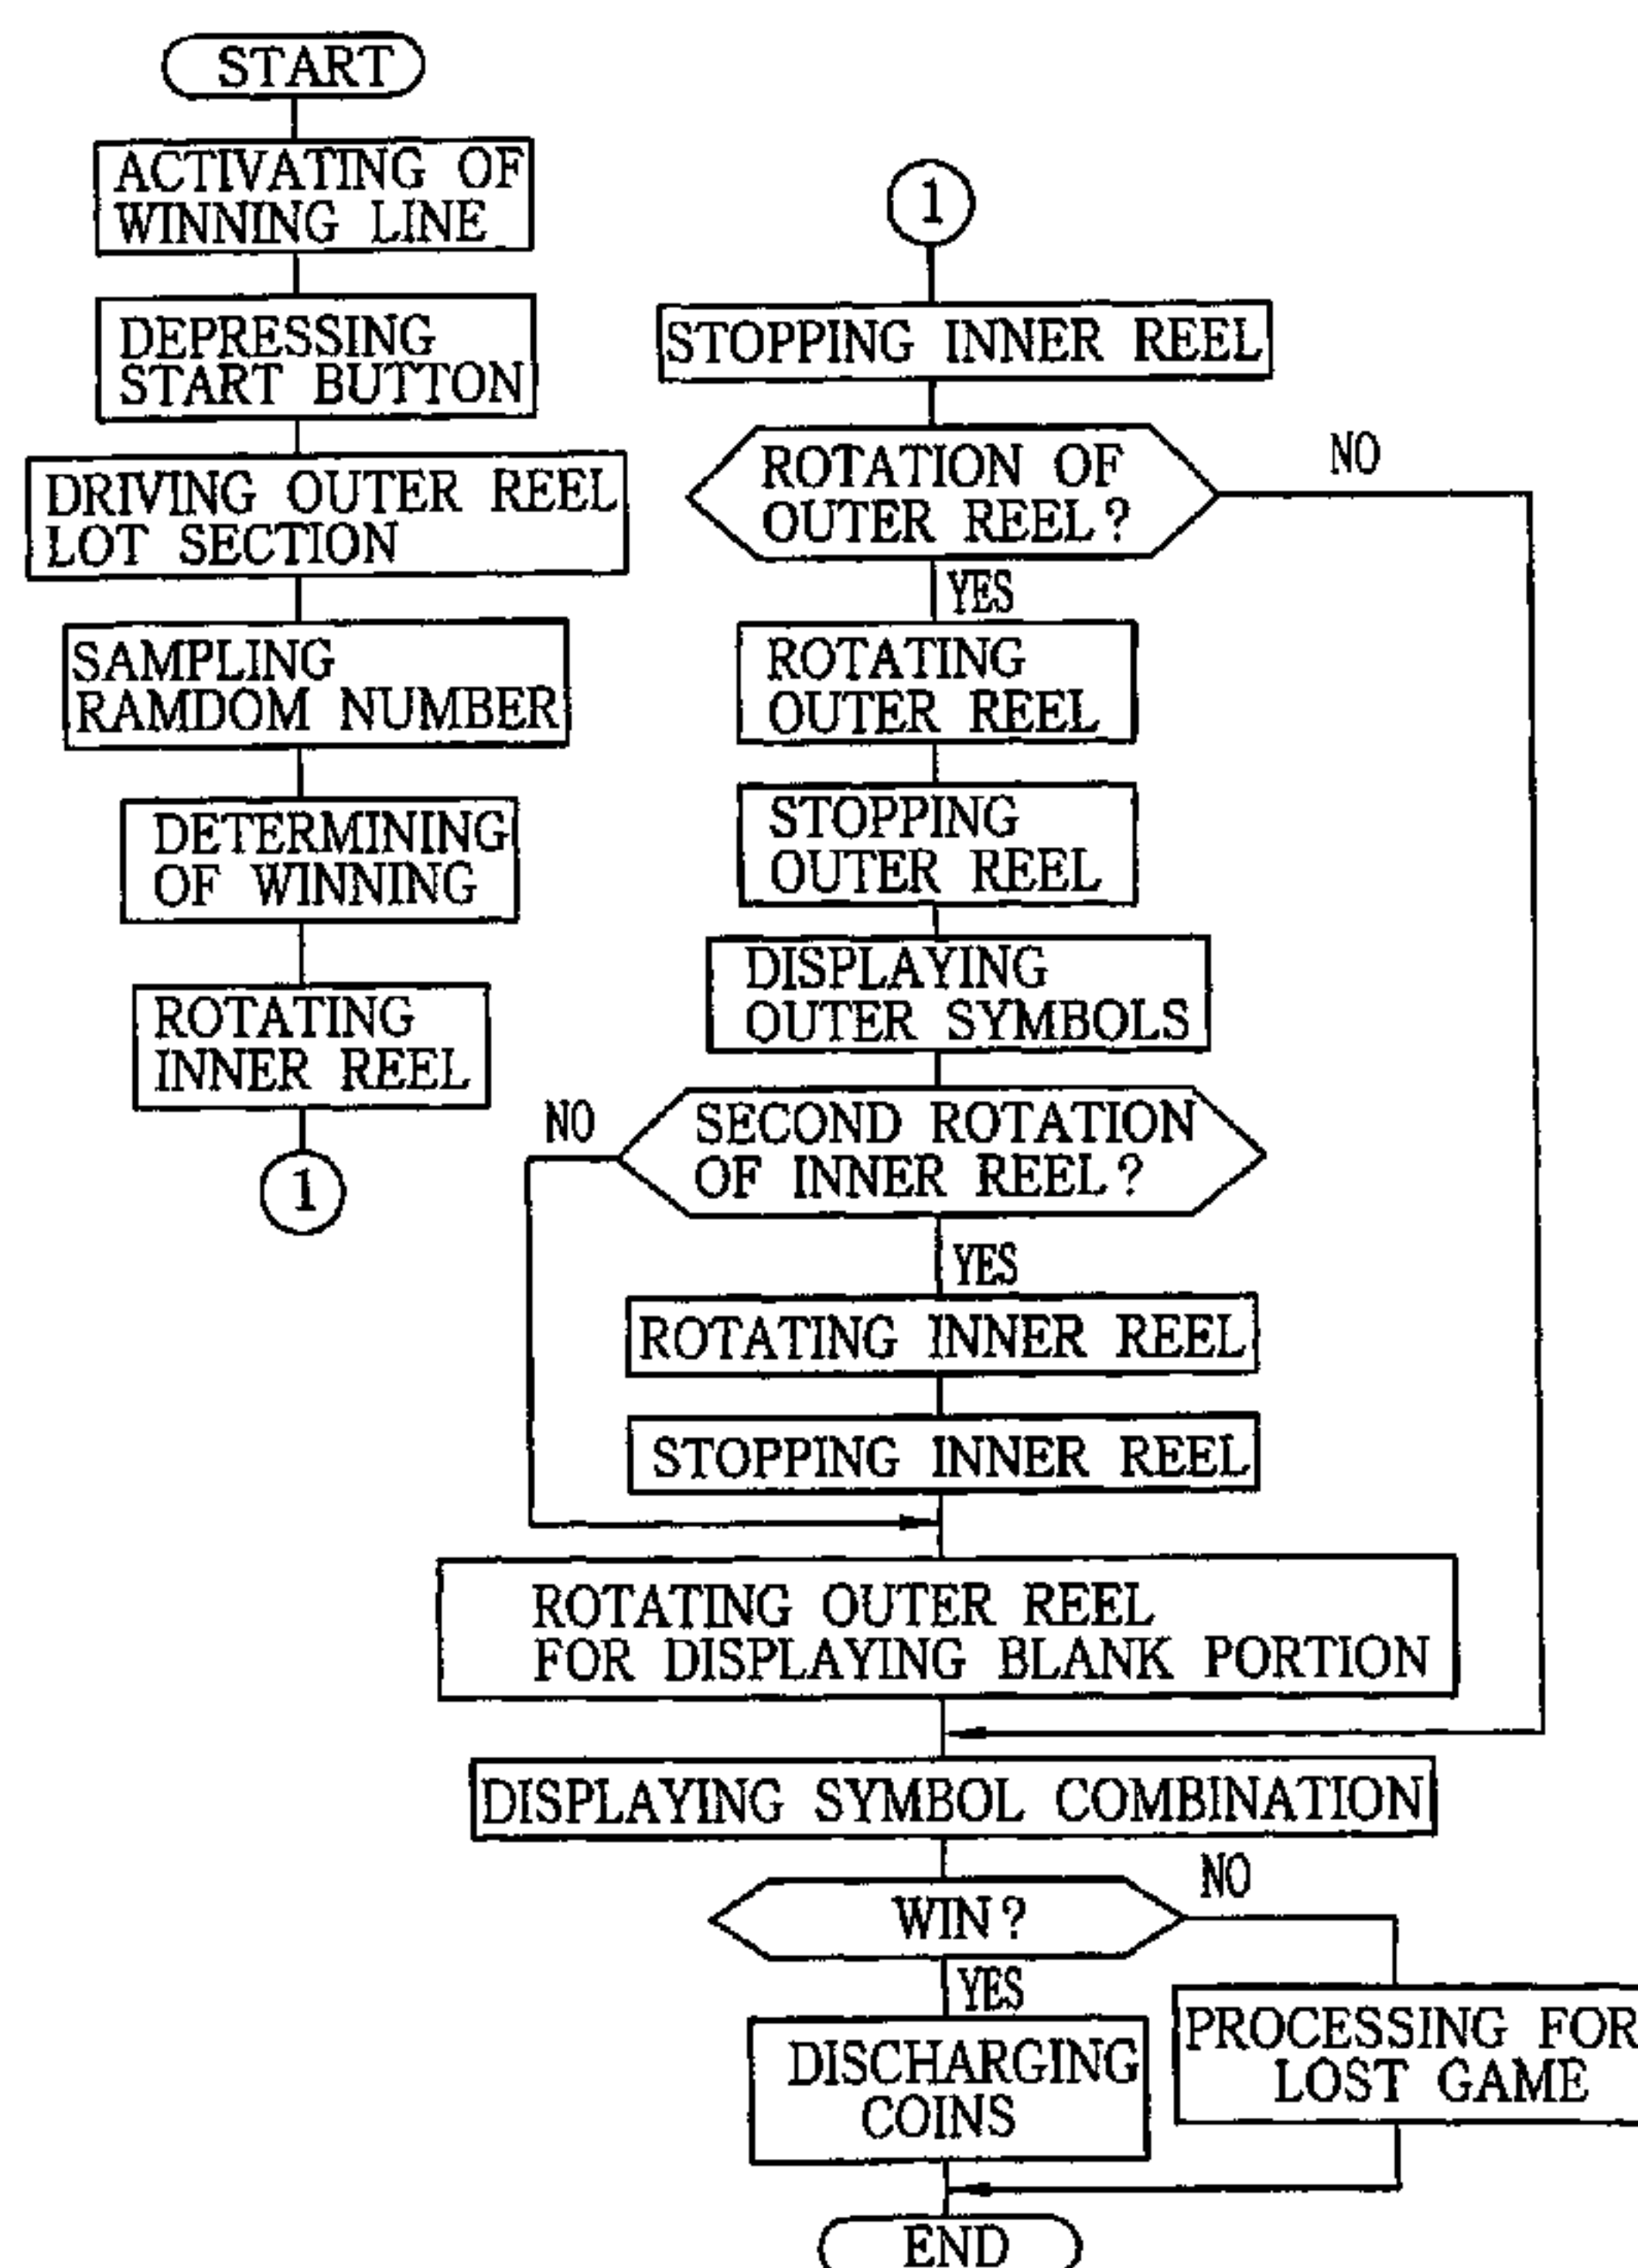 START
ACTIVATING OF
WINNING LINE
DEPRESSING
START BUTTON
DRIVING OUTER REEL
LOT SECTION
SAMPLING
RAMDOM NUMBER
DETERMINING
OF WINNING
ROTATING
INNER REEL
1
1
STOPPING INNER REEL
ROTATION OF
OUTER REEL?
NO
YES
ROTATING
OUTER REEL
STOPPING
OUTER REEL
DISPLAYING
OUTER SYMBOLS
SECOND ROTATION
OF INNER REEL?
NO
YES
ROTATING INNER REEL
STOPPING INNER REEL
ROTATING OUTER REEL
FOR DISPLAYING BLANK PORTION
DISPLAYING SYMBOL COMBINATION
WIN?
NO
YES
DISCHARGING
COINS
PROCESSING FOR
LOST GAME
END